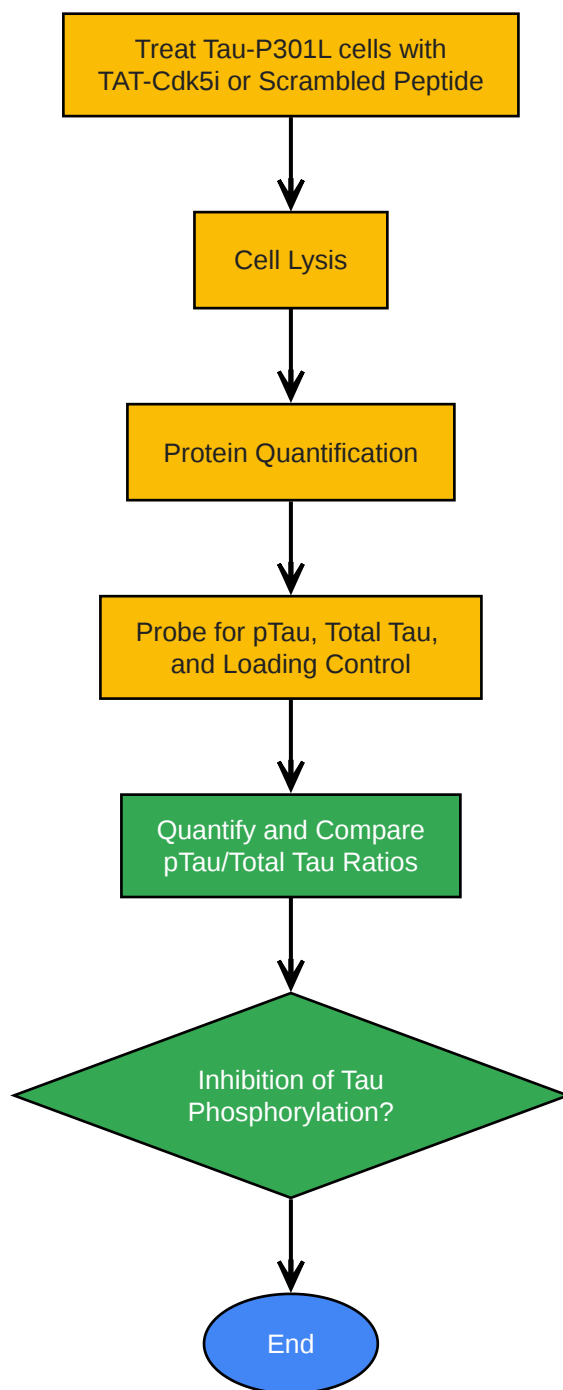 Treat Tau-P301L cells with
TAT-Cdk5i or Scrambled Peptide
Cell Lysis
Protein Quantification
Probe for pTau, Total Tau,
and Loading Control
Quantify and Compare
pTau/Total Tau Ratios
Inhibition of Tau
Phosphorylation?
End